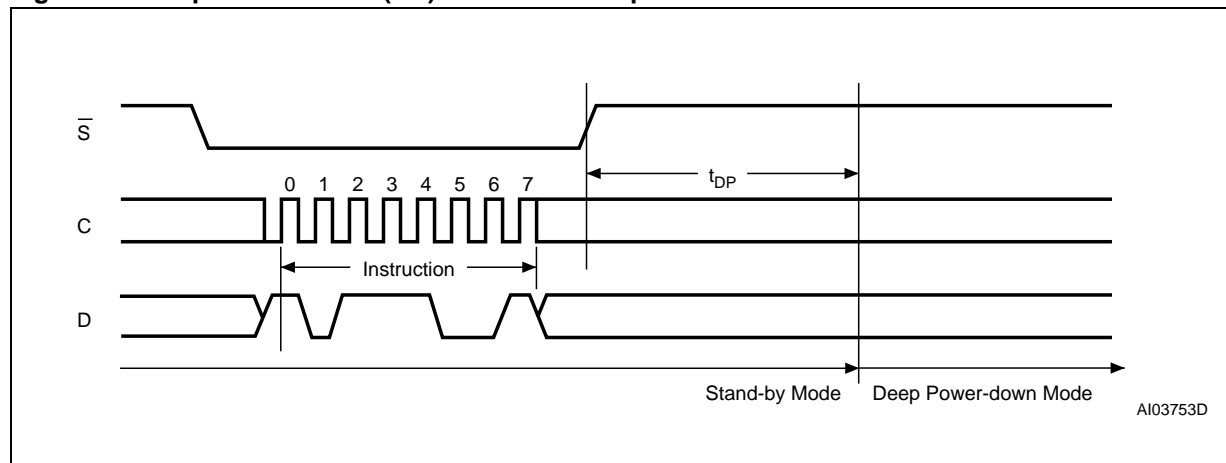 S
0 1 2 3 4 5 6 7
tDP
C
Instruction
D
Stand-by Mode Deep Power-down Mode
AI03753D